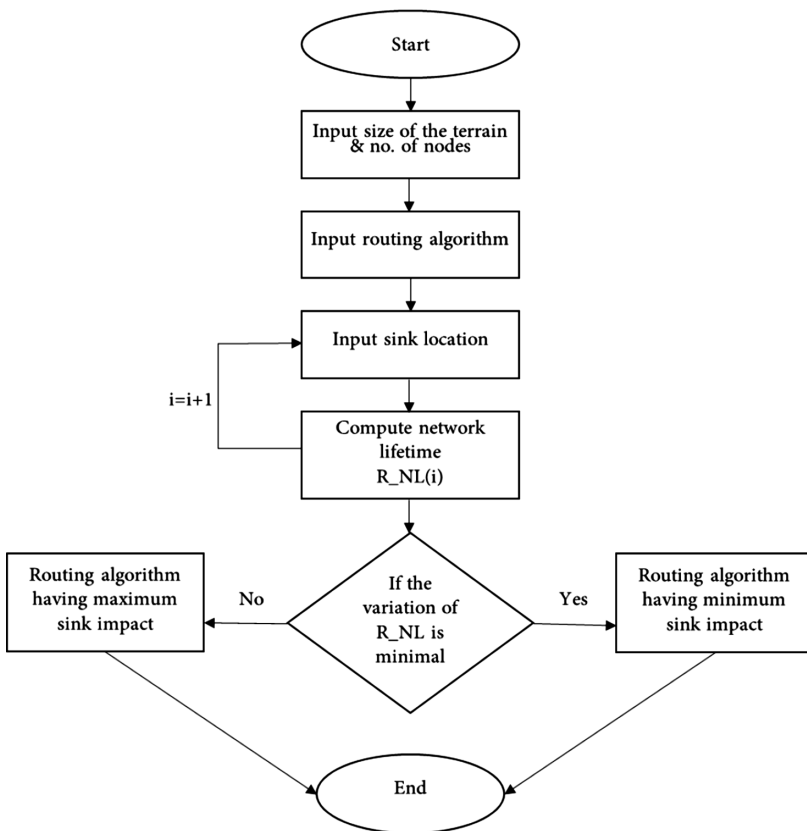 Start
Input size of the terrain
& no. of nodes
Input routing algorithm
Input sink location
i=i+1
Compute network
lifetime
R_NL(i)
Routing algorithm
having maximum
sink impact
No
If the
variation of
R_NL is
minimal
Yes
Routing algorithm
having minimum
sink impact
End